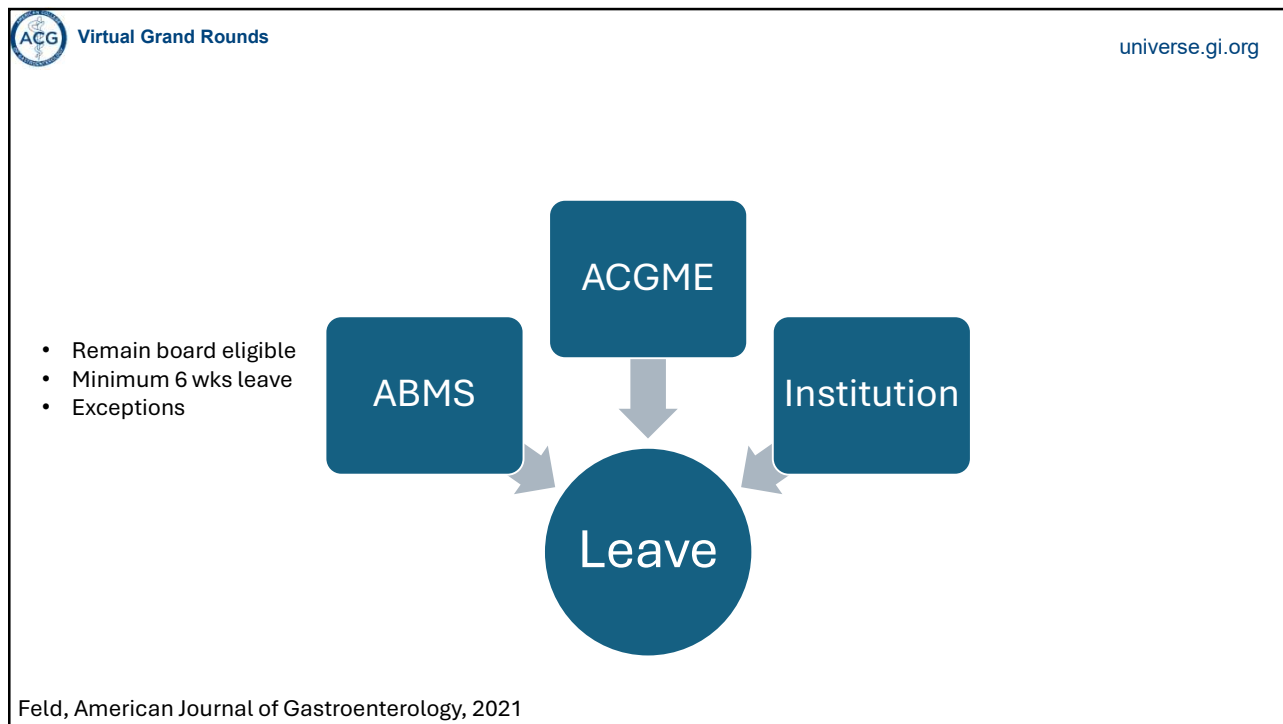 ACG
Virtual Grand Rounds
universe.gi.org
ACGME
• Remain board eligible
• Minimum 6 wks leave
• Exceptions
ABMS
Institution
Leave
Feld, American Journal of Gastroenterology, 2021